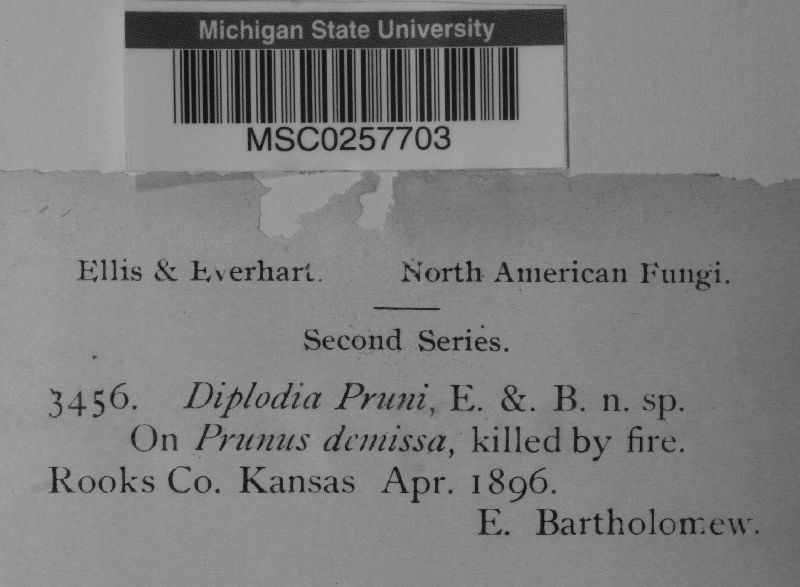 Michigan State University
MSC0257703
Ellis & Everhart. North American Fungi.
Second Series.
3456. Diplodia Pruni, E. &. B. n. sp.
On Prunus demissa, killed by fire.
Rooks Co. Kansas Apr. 1896.
E. Bartholomew.